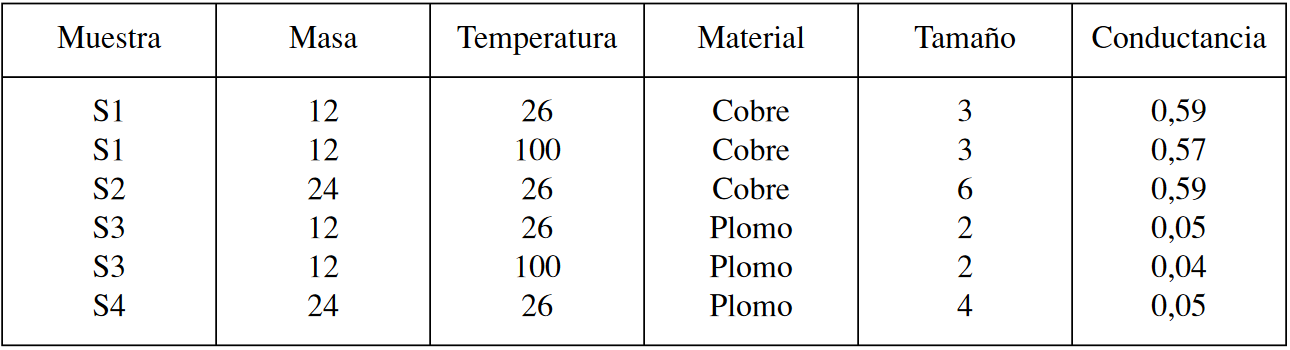 Muestra Masa Temperatura Material Tamaño Conductancia
S1 12 26 Cobre 3 0,59
S1 12 100 Cobre 3 0,57
S2 24 26 Cobre 6 0,59
S3 12 26 Plomo 2 0,05
S3 12 100 Plomo 2 0,04
S4 24 26 Plomo 4 0,05